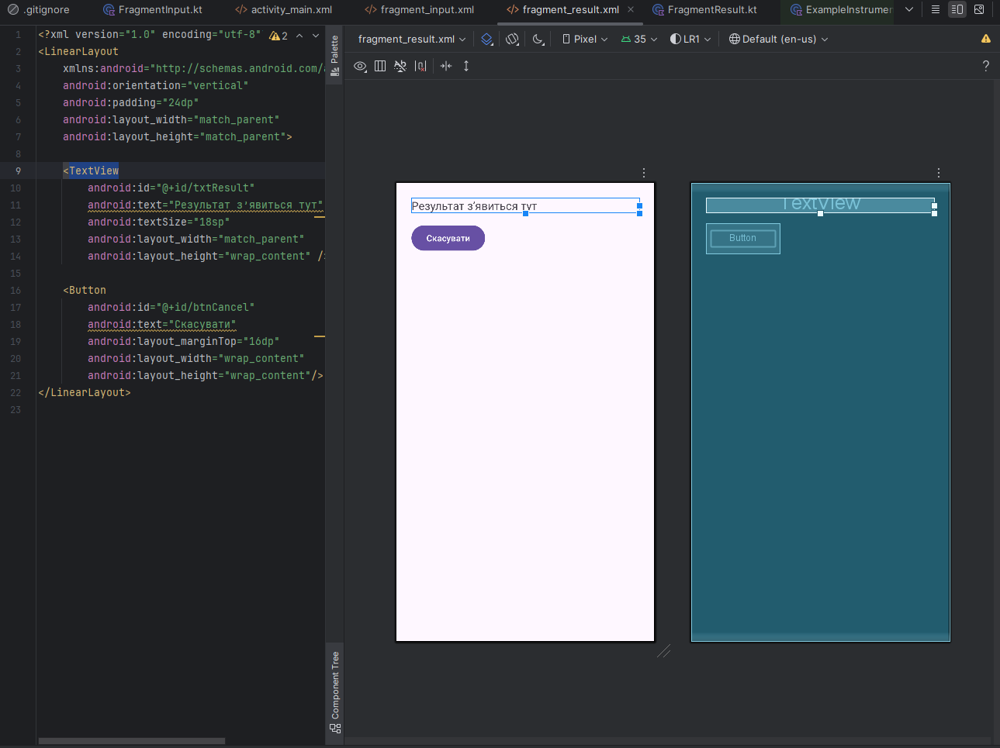 .gitignore
FragmentInput.kt
activity_main.xml
fragment_input.xml
fragment_result.xml
FragmentResult.kt
ExampleInstrumen
1 <?xml version="1.0" encoding="utf-8"
2
2 <LinearLayout
3 xmlns:android="http://schemas.android.com/a
4 android:orientation="vertical"
5 android:padding="24dp"
6 android:layout_width="match_parent"
7 android:layout_height="match_parent">
8
9 <TextView
10 android:id="@+id/txtResult"
11 android:text="Результат з’явиться тут"
12 android:textSize="18sp"
13 android:layout_width="match_parent"
14 android:layout_height="wrap_content" /
15
16 <Button
17 android:id="@+id/btnCancel"
18 android:text="Скасувати"
19 android:layout_marginTop="16dp"
20 android:layout_width="wrap_content"
21 android:layout_height="wrap_content"/>
22 </LinearLayout>
23
Palette
Component Tree
fragment_result.xml
Pixel
35
LR1
Default (en-us)
?
Результат з’явиться тут
Скасувати
TextView
Button